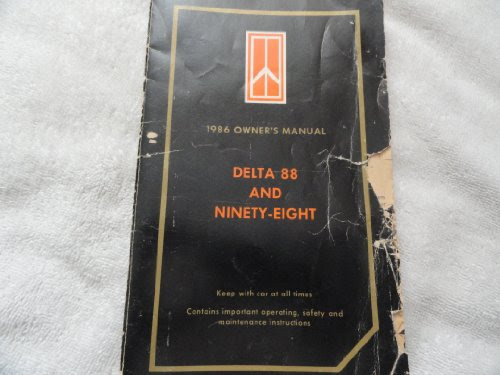 1986 OWNER'S MANUAL
DELTA 88
AND
NINETY-EIGHT
Keep with car at all times
Contains important operating, safety and
maintenance instructions